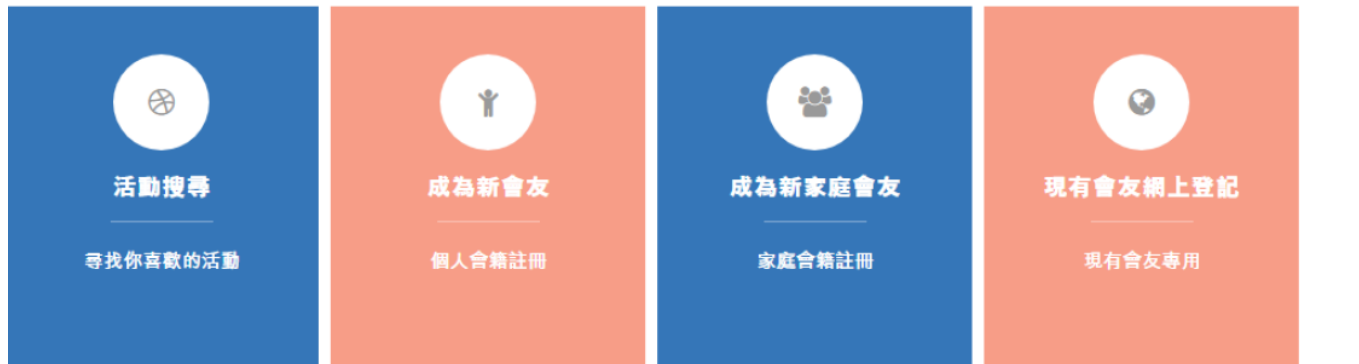 活動搜尋
尋找你喜歡的活動
成為新會友
個人會籍註冊
成為新家庭會友
家庭會籍註冊
現有會友網上登記
現有會友專用